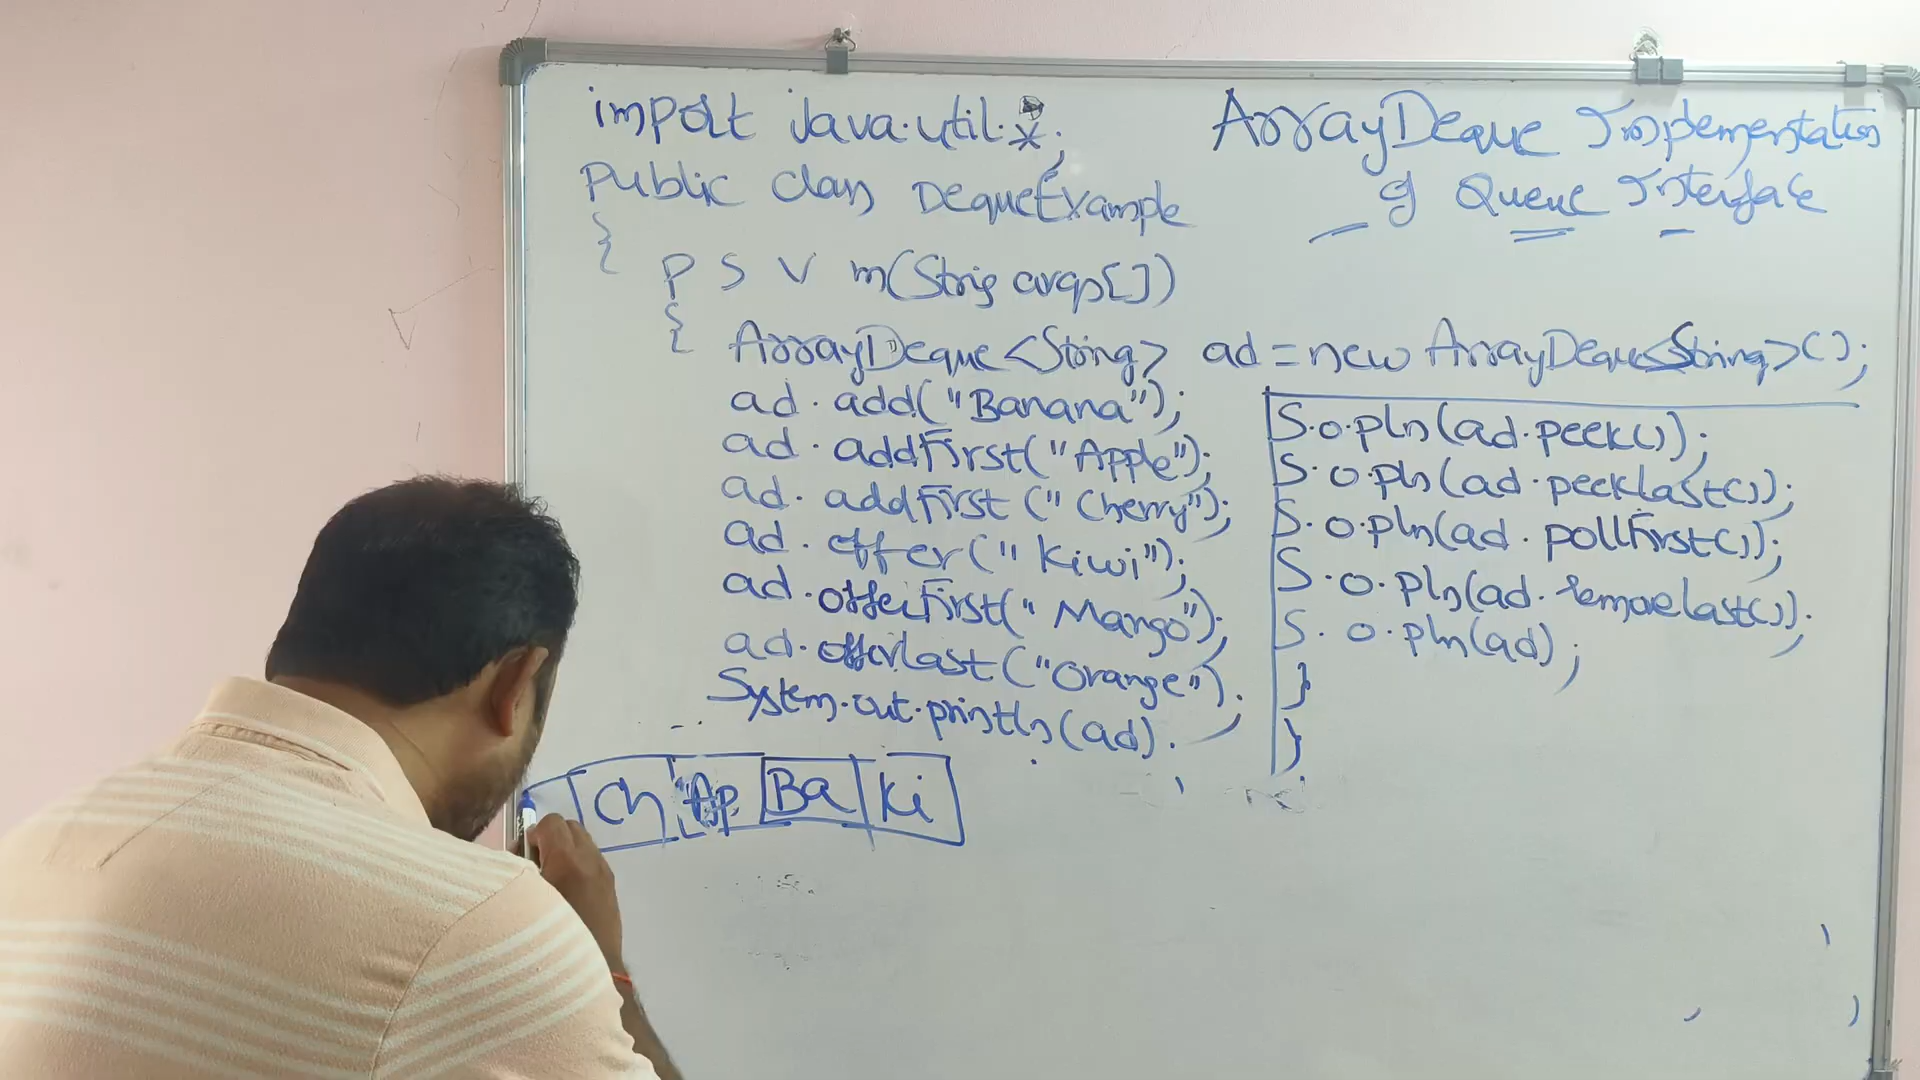 import java.util.*;
Public class DequeExample
{
P S V m(String args[])
{
ArrayDeque<String> ad = new ArrayDeque<String>();
ad.add("Banana");
ad.addFirst("Apple");
ad.addFirst("Cherry");
ad.offer("Kiwi");
ad.offerFirst("Mango");
ad.offerlast("Orange");
System.out.println(ad).
ArrayDeque Implementation
of Queue Interface
S.o.pln(ad.peek());
S.o.pln(ad.peeklast());
S.o.pln(ad.pollFirst());
S.o.pln(ad.removelast());
S.o.pln(ad);
}
}
Ch Ap Ba Ki